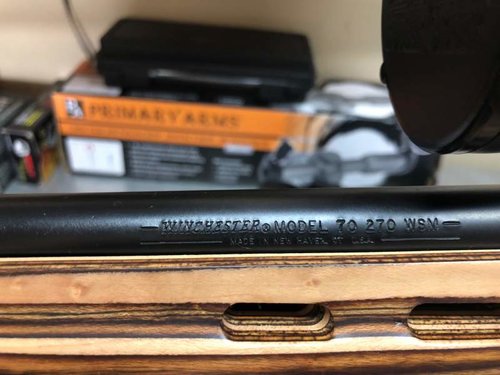 PRIMARY ARMS
WINCHESTER® MODEL 70 270 WSM
MADE IN NEW HAVEN, CT. U.S.A.